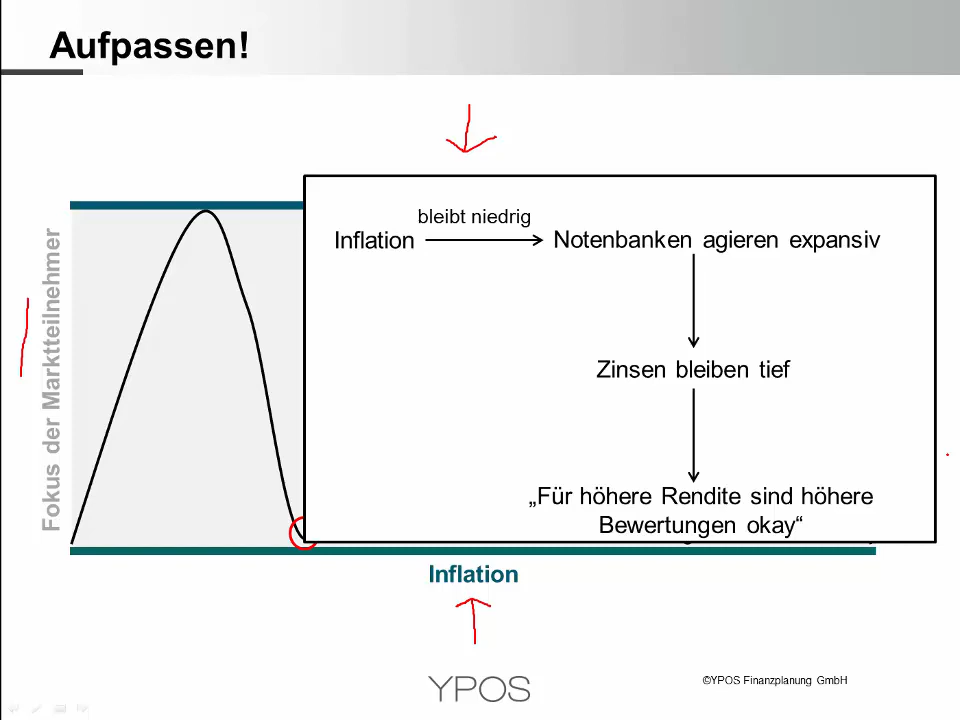 Aufpassen!
bleibt niedrig
Inflation
Notenbanken agieren expansiv
Zinsen bleiben tief
„Für höhere Rendite sind höhere
Bewertungen okay“
Fokus der Marktteilnehmer
Inflation
YPOS
©YPOS Finanzplanung GmbH